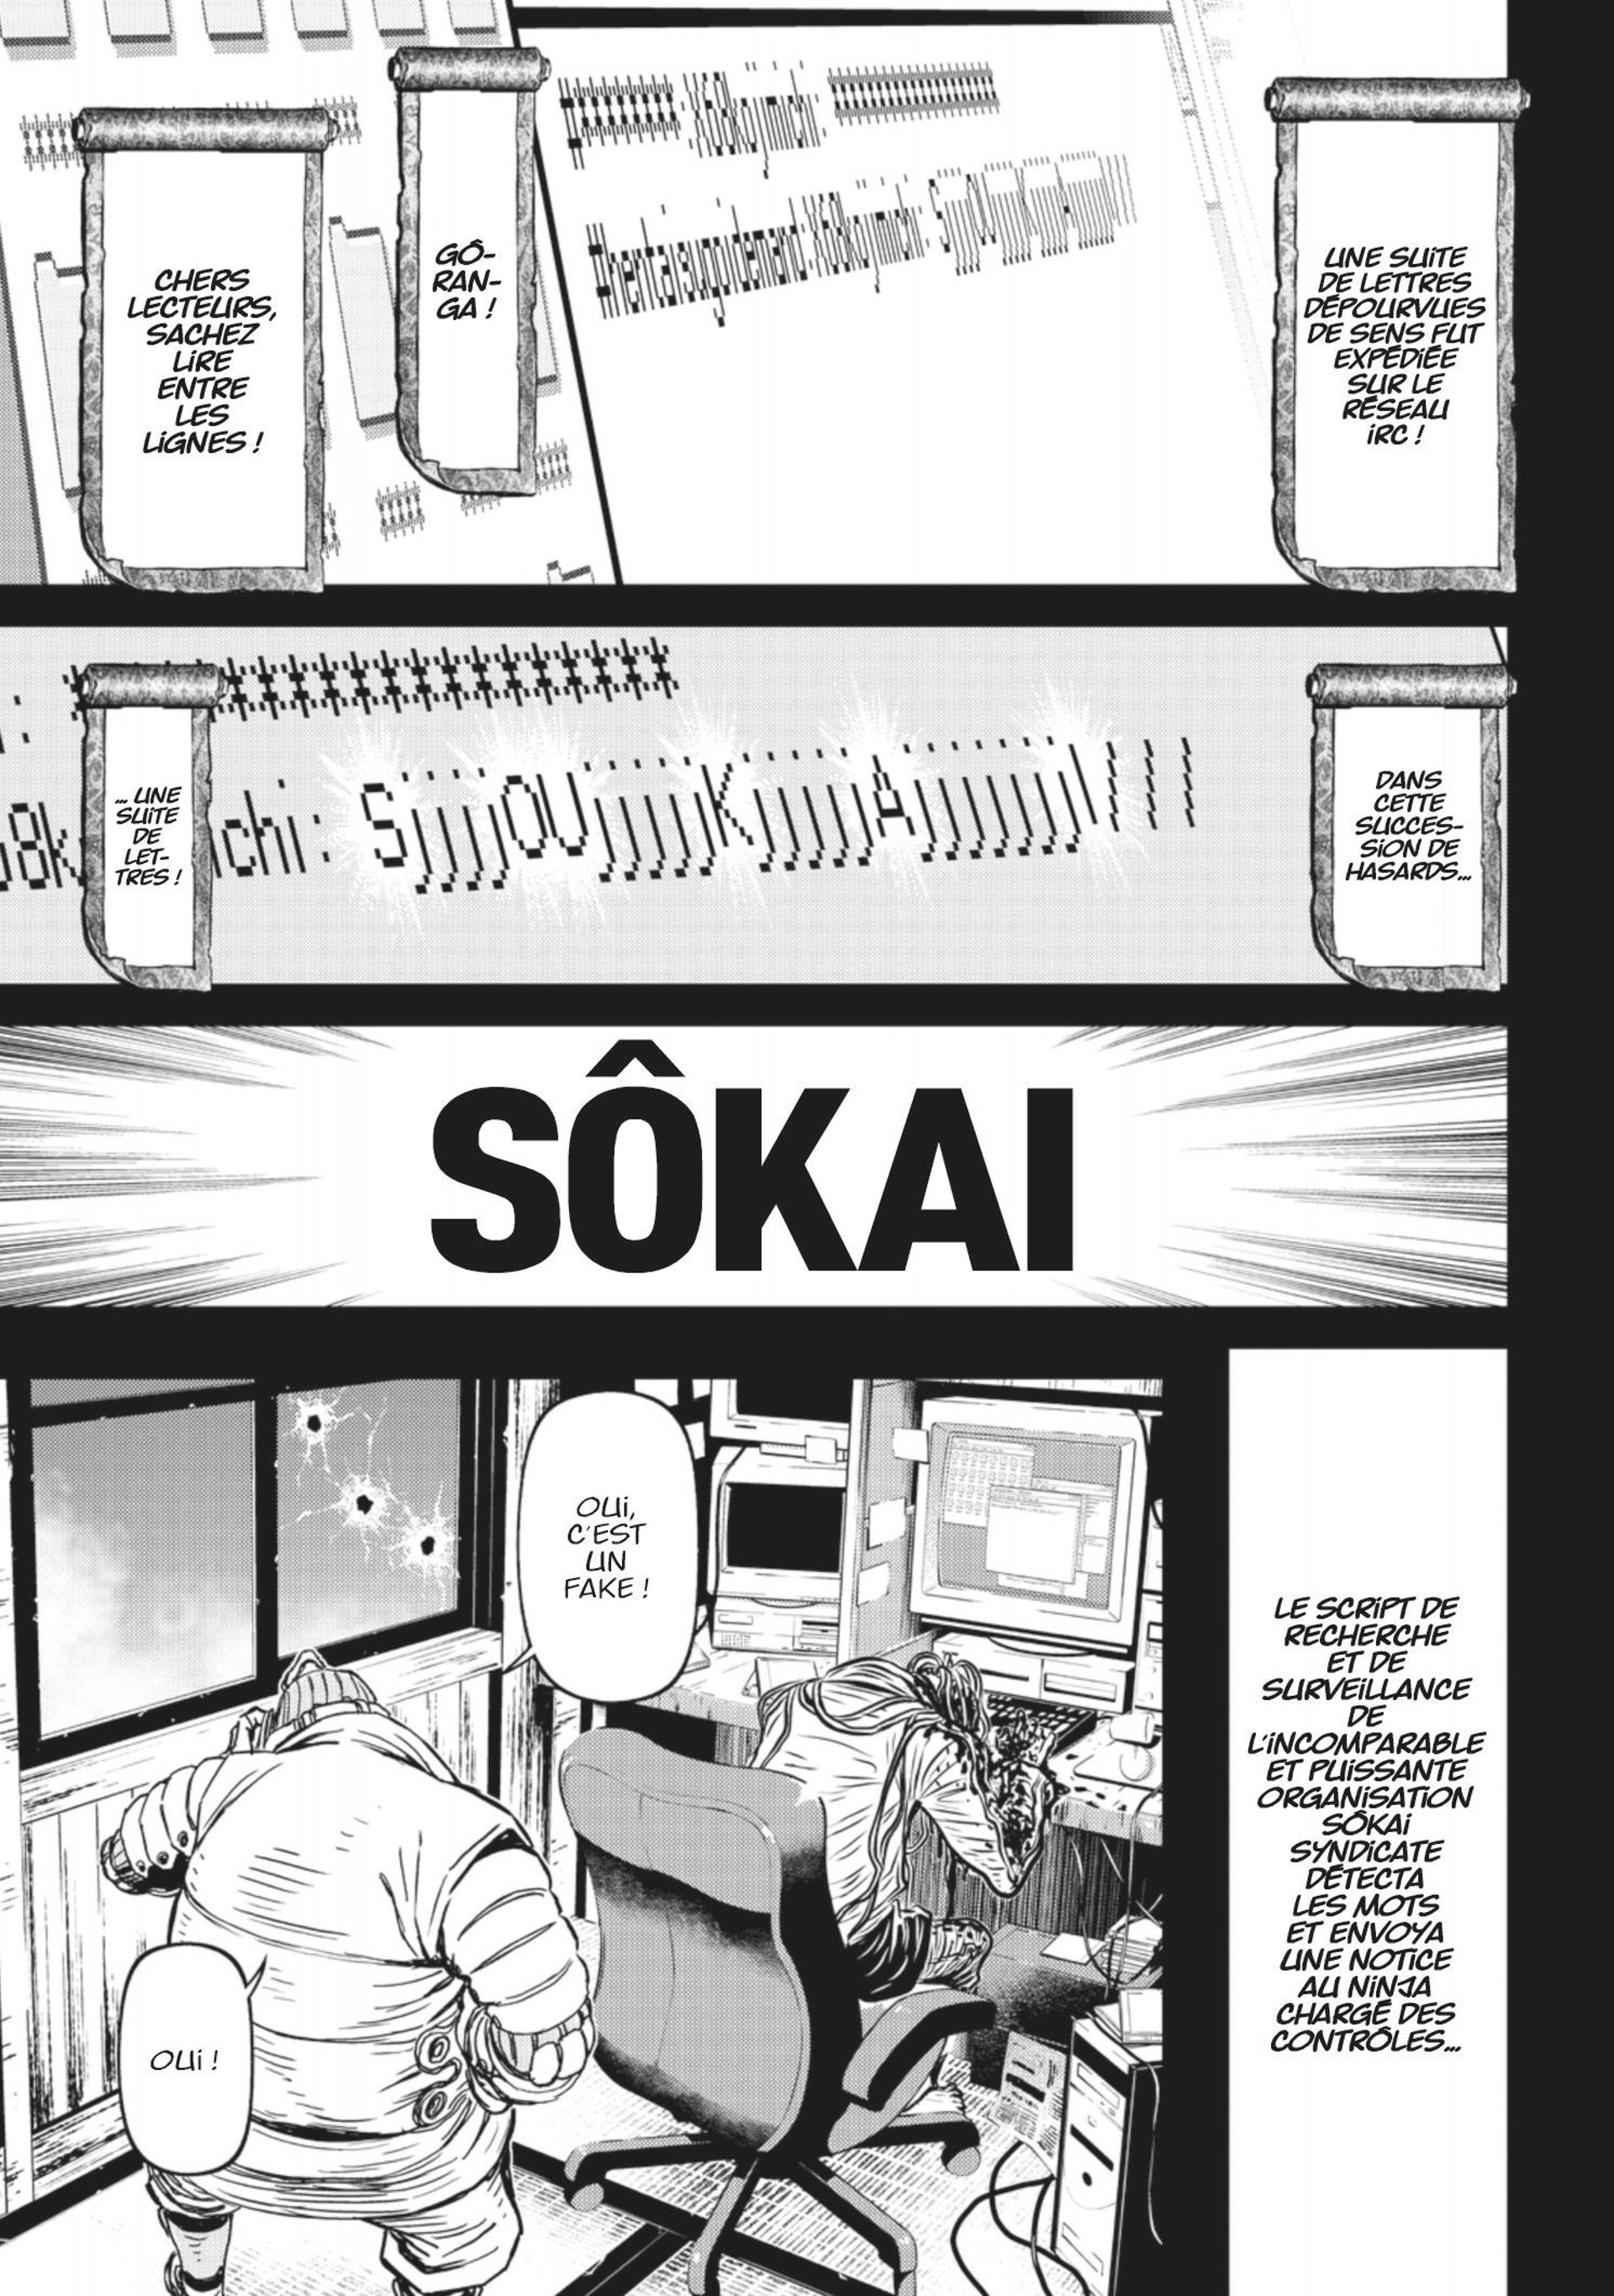 UNE SUITE
DE LETTRES
DÉPOURVUES
DE SENS FUT
EXPÉDIÉE
SUR LE
RÉSEAU
IRC !
GÔ-
RAN-
GA !
CHERS
LECTEURS,
SACHEZ
LIRE
ENTRE
LES
LIGNES !
DANS
CETTE
SUCCES-
SION DE
HASARDS...
chi: SjjjjOUjjjjjKjjjjjAjjjjjjI
... UNE
SUITE
DE
LET-
TRES !
SÔKAI
LE SCRIPT DE
RECHERCHE
ET DE
SURVEILLANCE
DE
L'INCOMPARABLE
ET PUISSANTE
ORGANISATION
SÔKAI
SYNDICATE
DÉTECTA
LES MOTS
ET ENVOYA
UNE NOTICE
AU NINJA
CHARGÉ DES
CONTRÔLES...
OUI,
C'EST
UN
FAKE !
OUI !